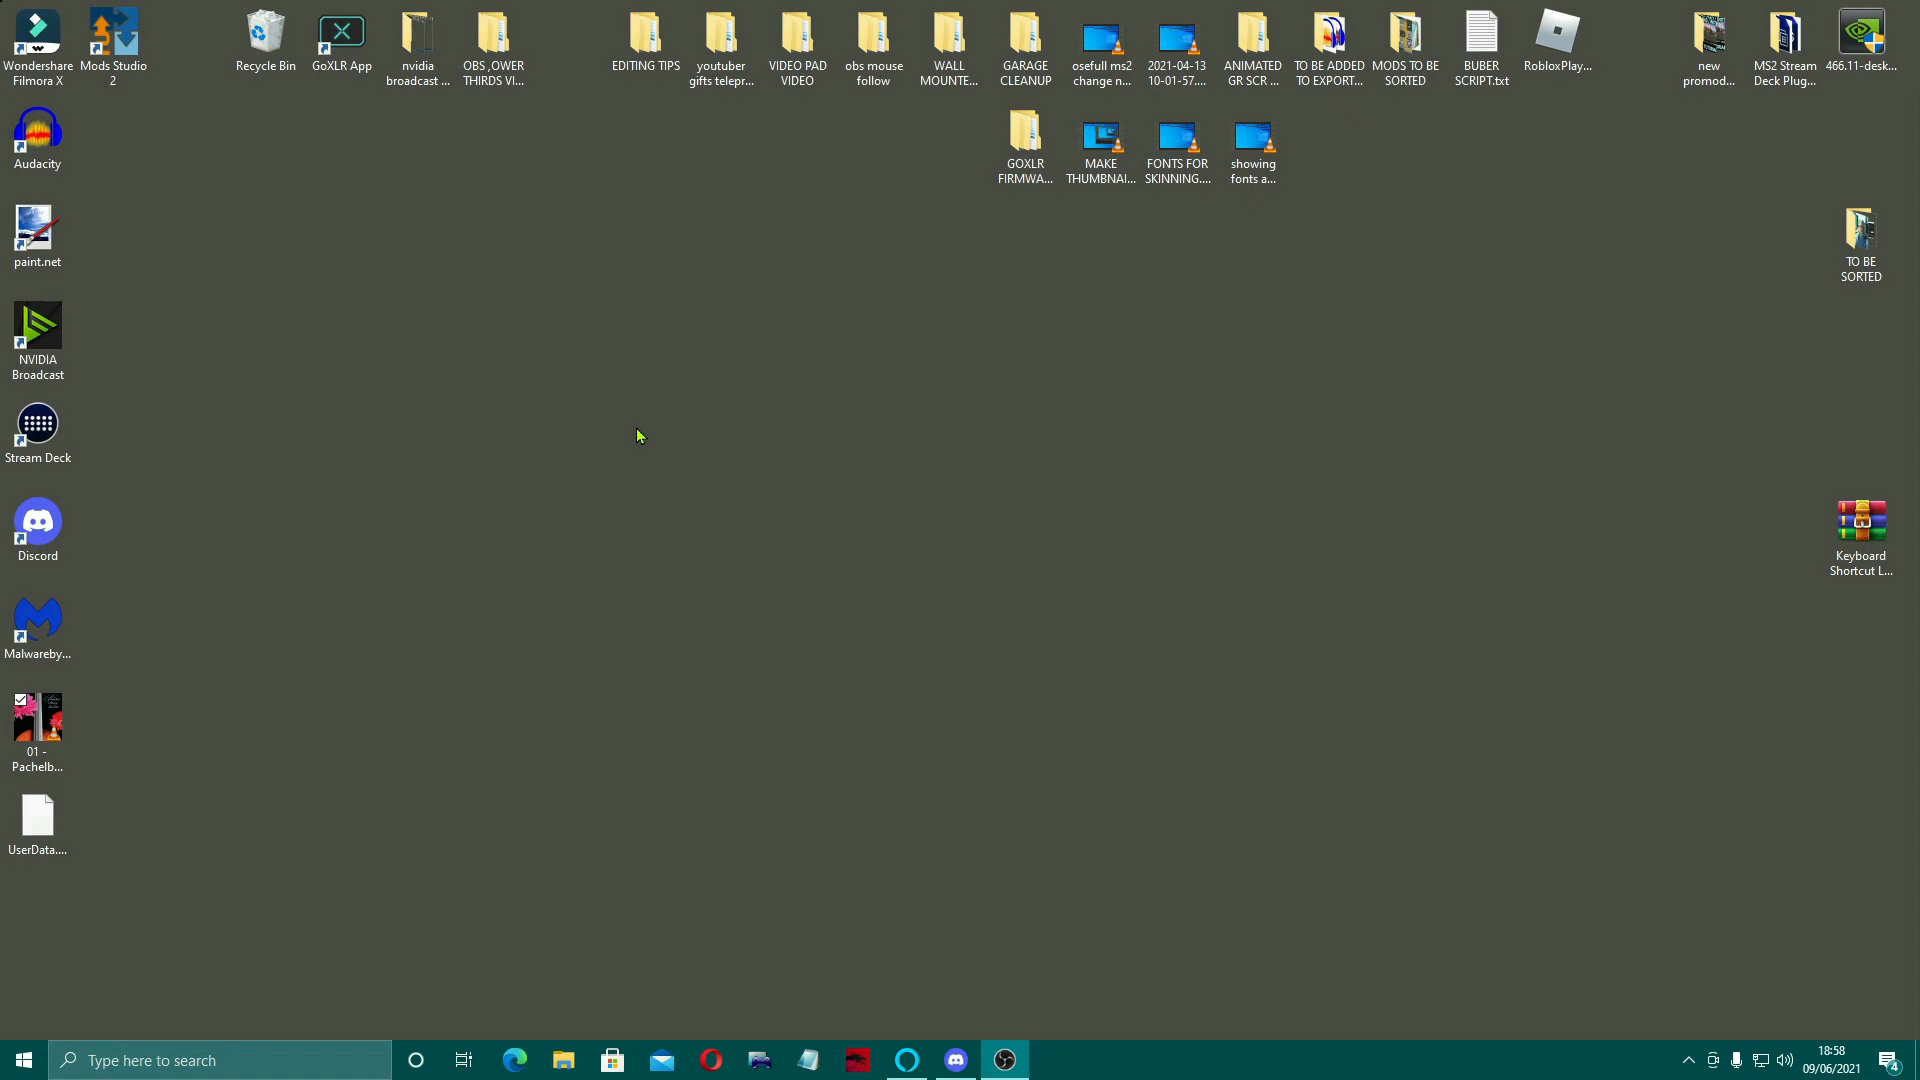 Wondershare
Filmora X
Mods Studio
2
Recycle Bin
GoXLR App
nvidia
broadcast ...
OBS ,OWER
THIRDS VI...
EDITING TIPS
youtuber
gifts telepr...
VIDEO PAD
VIDEO
obs mouse
follow
WALL
MOUNTE...
GARAGE
CLEANUP
osefull ms2
change n...
2021-04-13
10-01-57....
ANIMATED
GR SCR ...
TO BE ADDED
TO EXPORT...
MODS TO BE
SORTED
BUBER
SCRIPT.txt
RobloxPlay...
new
promod...
MS2 Stream
Deck Plug...
466.11-desk...
Audacity
GOXLR
FIRMWA...
MAKE
THUMBNAI...
FONTS FOR
SKINNING....
showing
fonts a...
paint.net
TO BE
SORTED
NVIDIA
Broadcast
Stream Deck
Discord
Keyboard
Shortcut L...
Malwareby...
01 -
Pachelb...
UserData....
Type here to search
18:58
09/06/2021
4